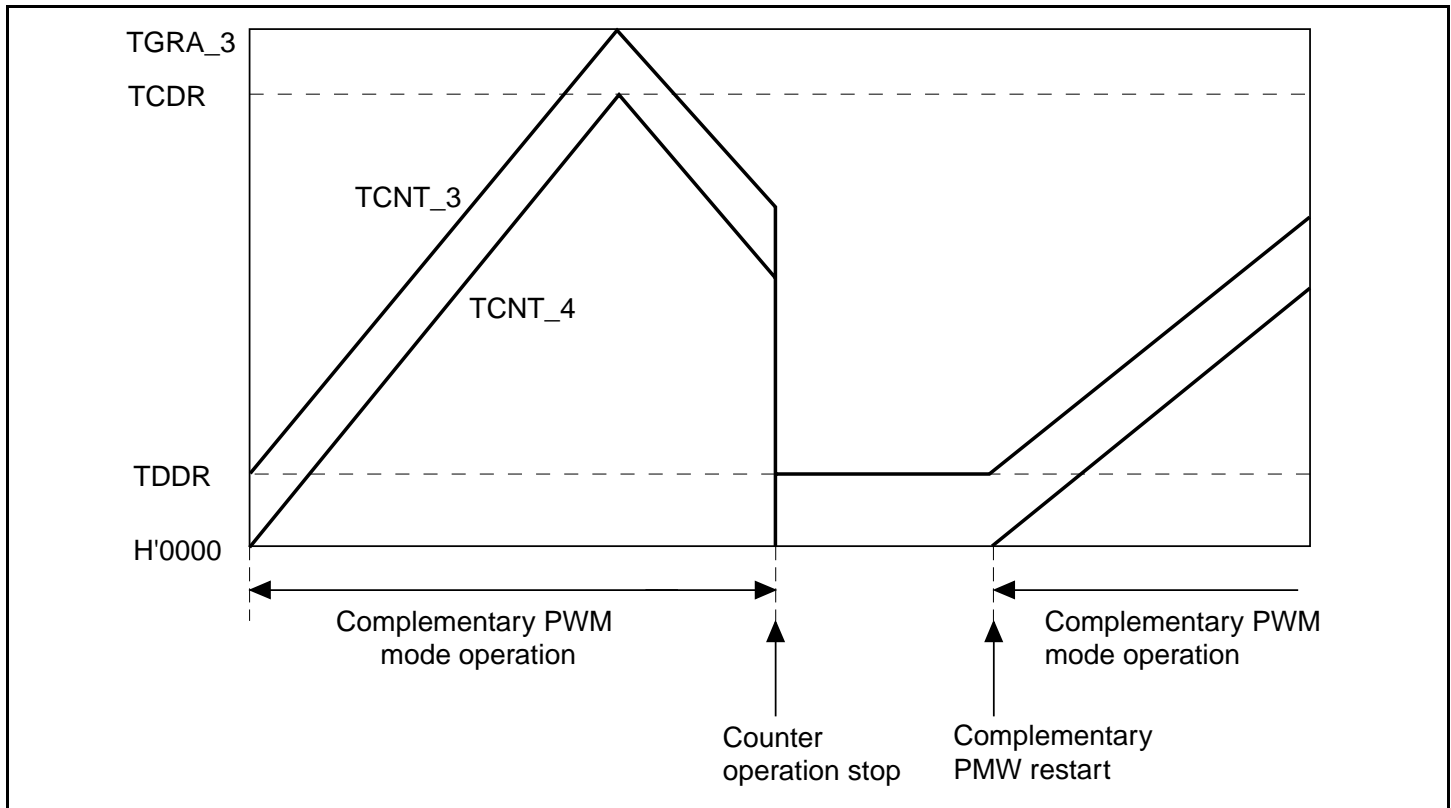 TGRA_3
TCDR
TCNT_3
TCNT_4
TDDR
H'0000
Complementary PWM
mode operation
Complementary PWM
mode operation
Counter
operation stop
Complementary
PMW restart